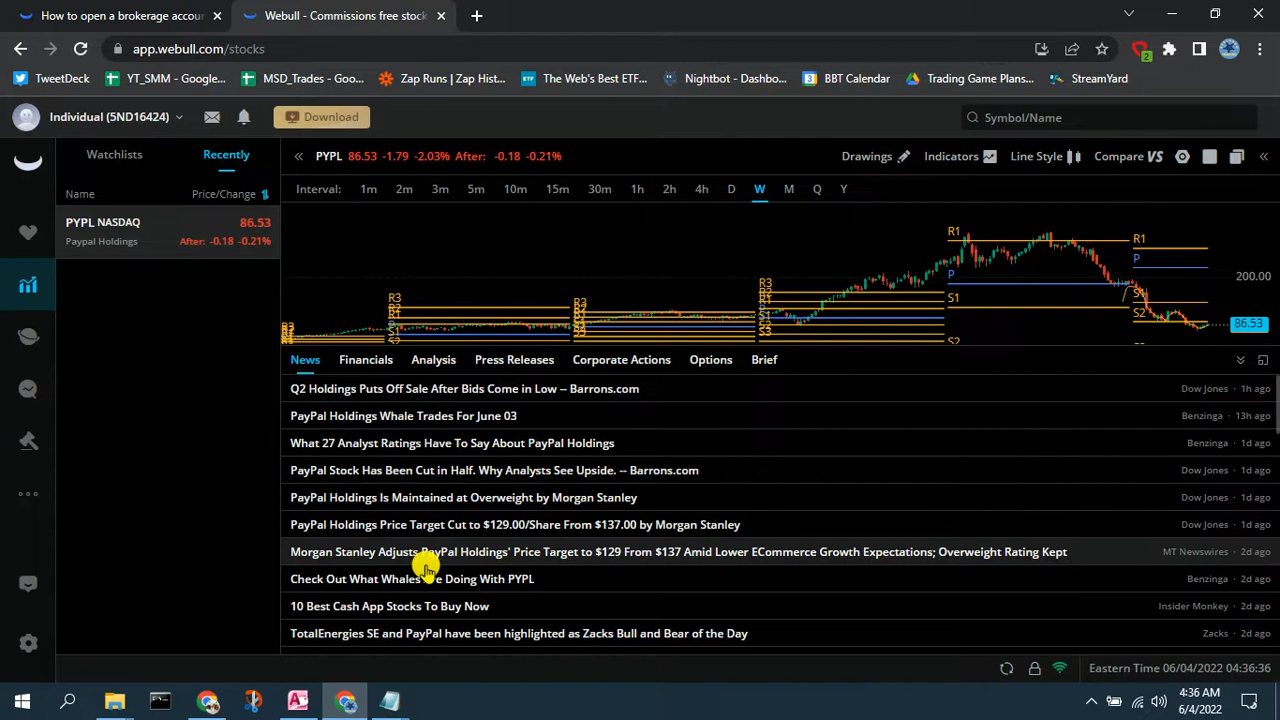 How to open a brokerage accour
Webull - Commissions free stock
app.webull.com/stocks
2
TweetDeck
YT_SMM - Google...
MSD_Trades - Goo...
Zap Runs | Zap Hist...
ETF
The Web's Best ETF...
Nightbot - Dashbo...
3
BBT Calendar
Trading Game Plans...
StreamYard
Individual (5ND16424)
Download
Symbol/Name
Watchlists
Recently
PYPL 86.53 -1.79 -2.03% After: -0.18 -0.21%
Drawings
Indicators
Line Style
Compare VS
Name
Price/Change
Interval: 1m 2m 3m 5m 10m 15m 30m 1h 2h 4h D W M Q Y
PYPL NASDAQ
86.53
Paypal Holdings
After: -0.18 -0.21%
R1
R1
P
P
200.00
R3
R3
R3
S1
S1
S2
S2
86.53
News
Financials
Analysis
Press Releases
Corporate Actions
Options
Brief
Q2 Holdings Puts Off Sale After Bids Come in Low -- Barrons.com
Dow Jones · 1h ago
PayPal Holdings Whale Trades For June 03
Benzinga · 13h ago
What 27 Analyst Ratings Have To Say About PayPal Holdings
Benzinga · 1d ago
PayPal Stock Has Been Cut in Half. Why Analysts See Upside. -- Barrons.com
Dow Jones · 1d ago
PayPal Holdings Is Maintained at Overweight by Morgan Stanley
Dow Jones · 1d ago
PayPal Holdings Price Target Cut to $129.00/Share From $137.00 by Morgan Stanley
Dow Jones · 1d ago
Morgan Stanley Adjusts PayPal Holdings' Price Target to $129 From $137 Amid Lower ECommerce Growth Expectations; Overweight Rating Kept
MT Newswires · 2d ago
Check Out What Whales Are Doing With PYPL
Benzinga · 2d ago
10 Best Cash App Stocks To Buy Now
Insider Monkey · 2d ago
TotalEnergies SE and PayPal have been highlighted as Zacks Bull and Bear of the Day
Zacks · 2d ago
Eastern Time 06/04/2022 04:36:36
4:36 AM
6/4/2022